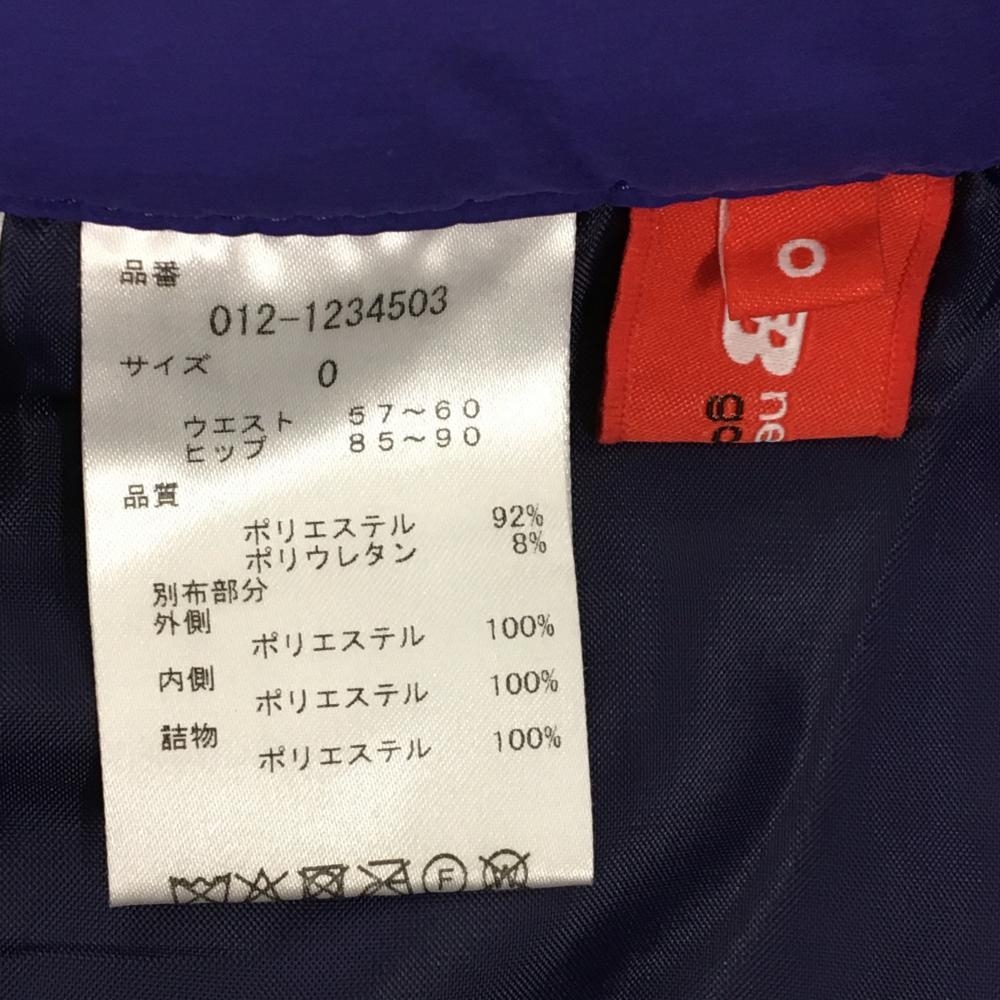 品番
012-1234503
サイズ 0
ウエスト 57～60
ヒップ 85～90
品質
ポリエステル 92%
ポリウレタン 8%
別布部分
外側
ポリエステル 100%
内側
ポリエステル 100%
詰物
ポリエステル 100%
F
W
0
ne
go